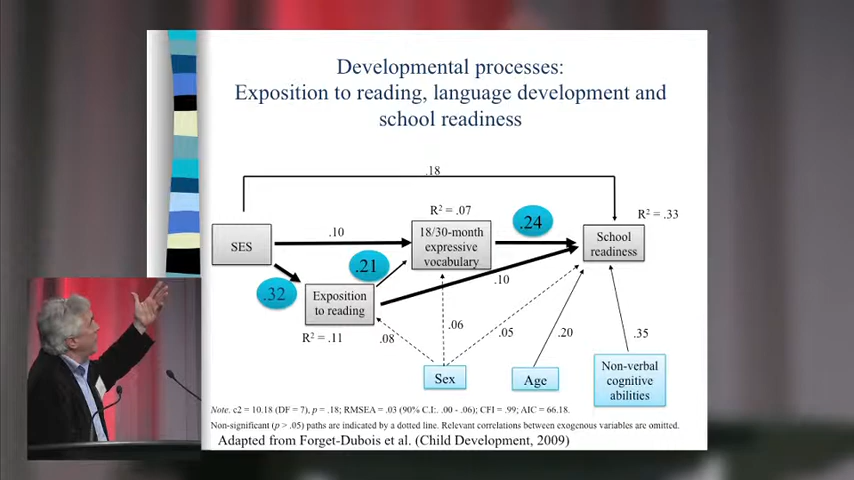 Developmental processes:
Exposition to reading, language development and
school readiness
.18
R² = .07
R² = .33
.24
SES
.10
18/30-month
expressive
vocabulary
School
readiness
.21
.32
Exposition
to reading
.10
R² = .11
.08
.06
.05
.20
.35
Sex
Age
Non-verbal
cognitive
abilities
Note. c2 = 10.18 (DF = 7), p = .18; RMSEA = .03 (90% C.I.: .00 - .06); CFI = .99; AIC = 66.18.
Non-significant (p > .05) paths are indicated by a dotted line. Relevant correlations between exogenous variables are omitted.
Adapted from Forget-Dubois et al. (Child Development, 2009)